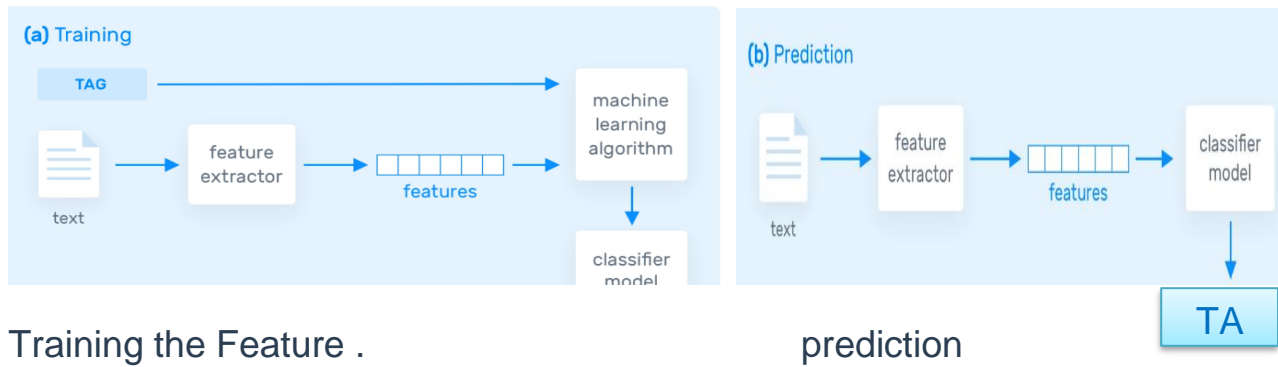 (a) Training
TAG
text
feature
extractor
features
machine
learning
algorithm
classifier
model
(b) Prediction
text
feature
extractor
features
classifier
model
TA
Training the Feature .
prediction